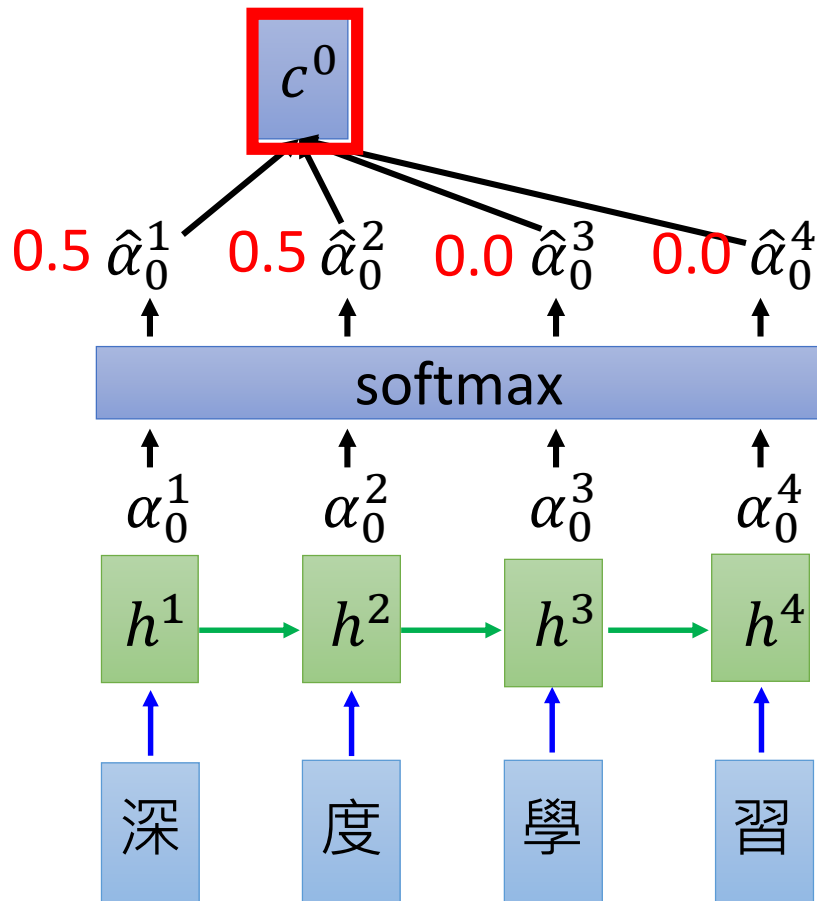 c⁰
0.5 α̂₀¹ 0.5 α̂₀² 0.0 α̂₀³ 0.0 α̂₀⁴
softmax
α₀¹ α₀² α₀³ α₀⁴
h¹ h² h³ h⁴
深 度 學 習